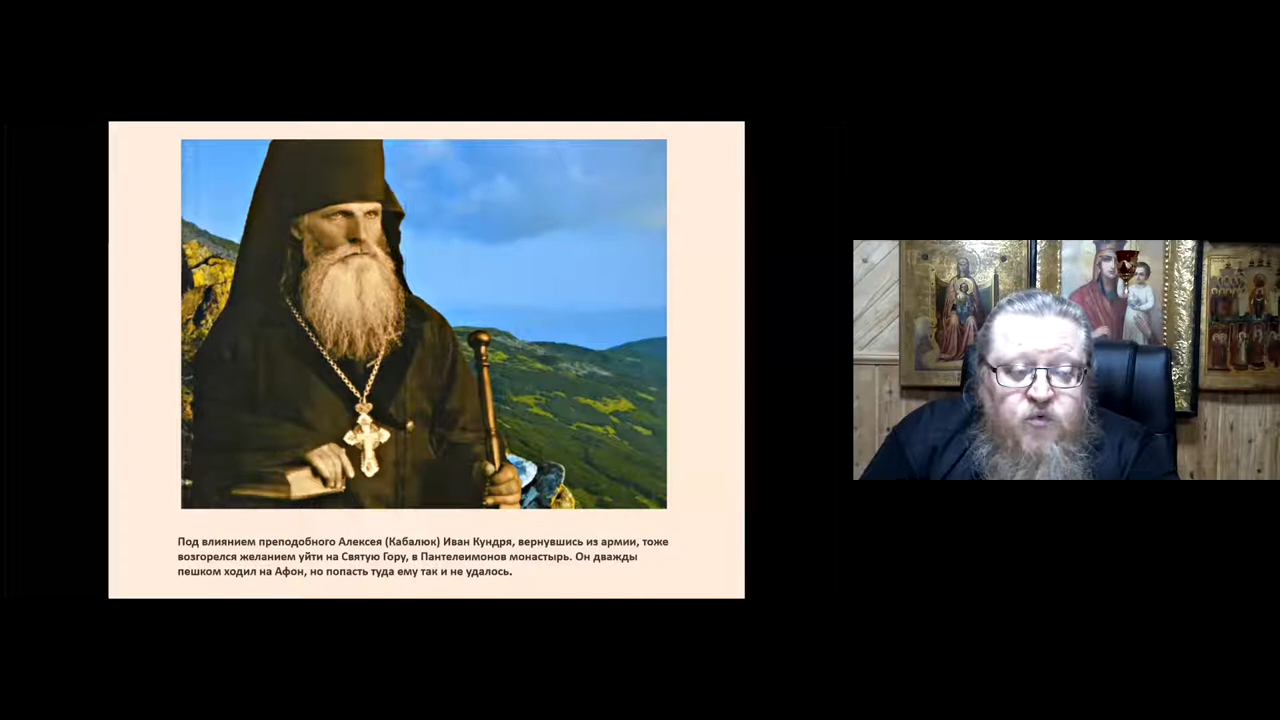 Под влиянием преподобного Алексея (Кабалюк) Иван Кундря, вернувшись из армии, тоже
возгорелся желанием уйти на Святую Гору, в Пантелеимонов монастырь. Он дважды
пешком ходил на Афон, но попасть туда ему так и не удалось.